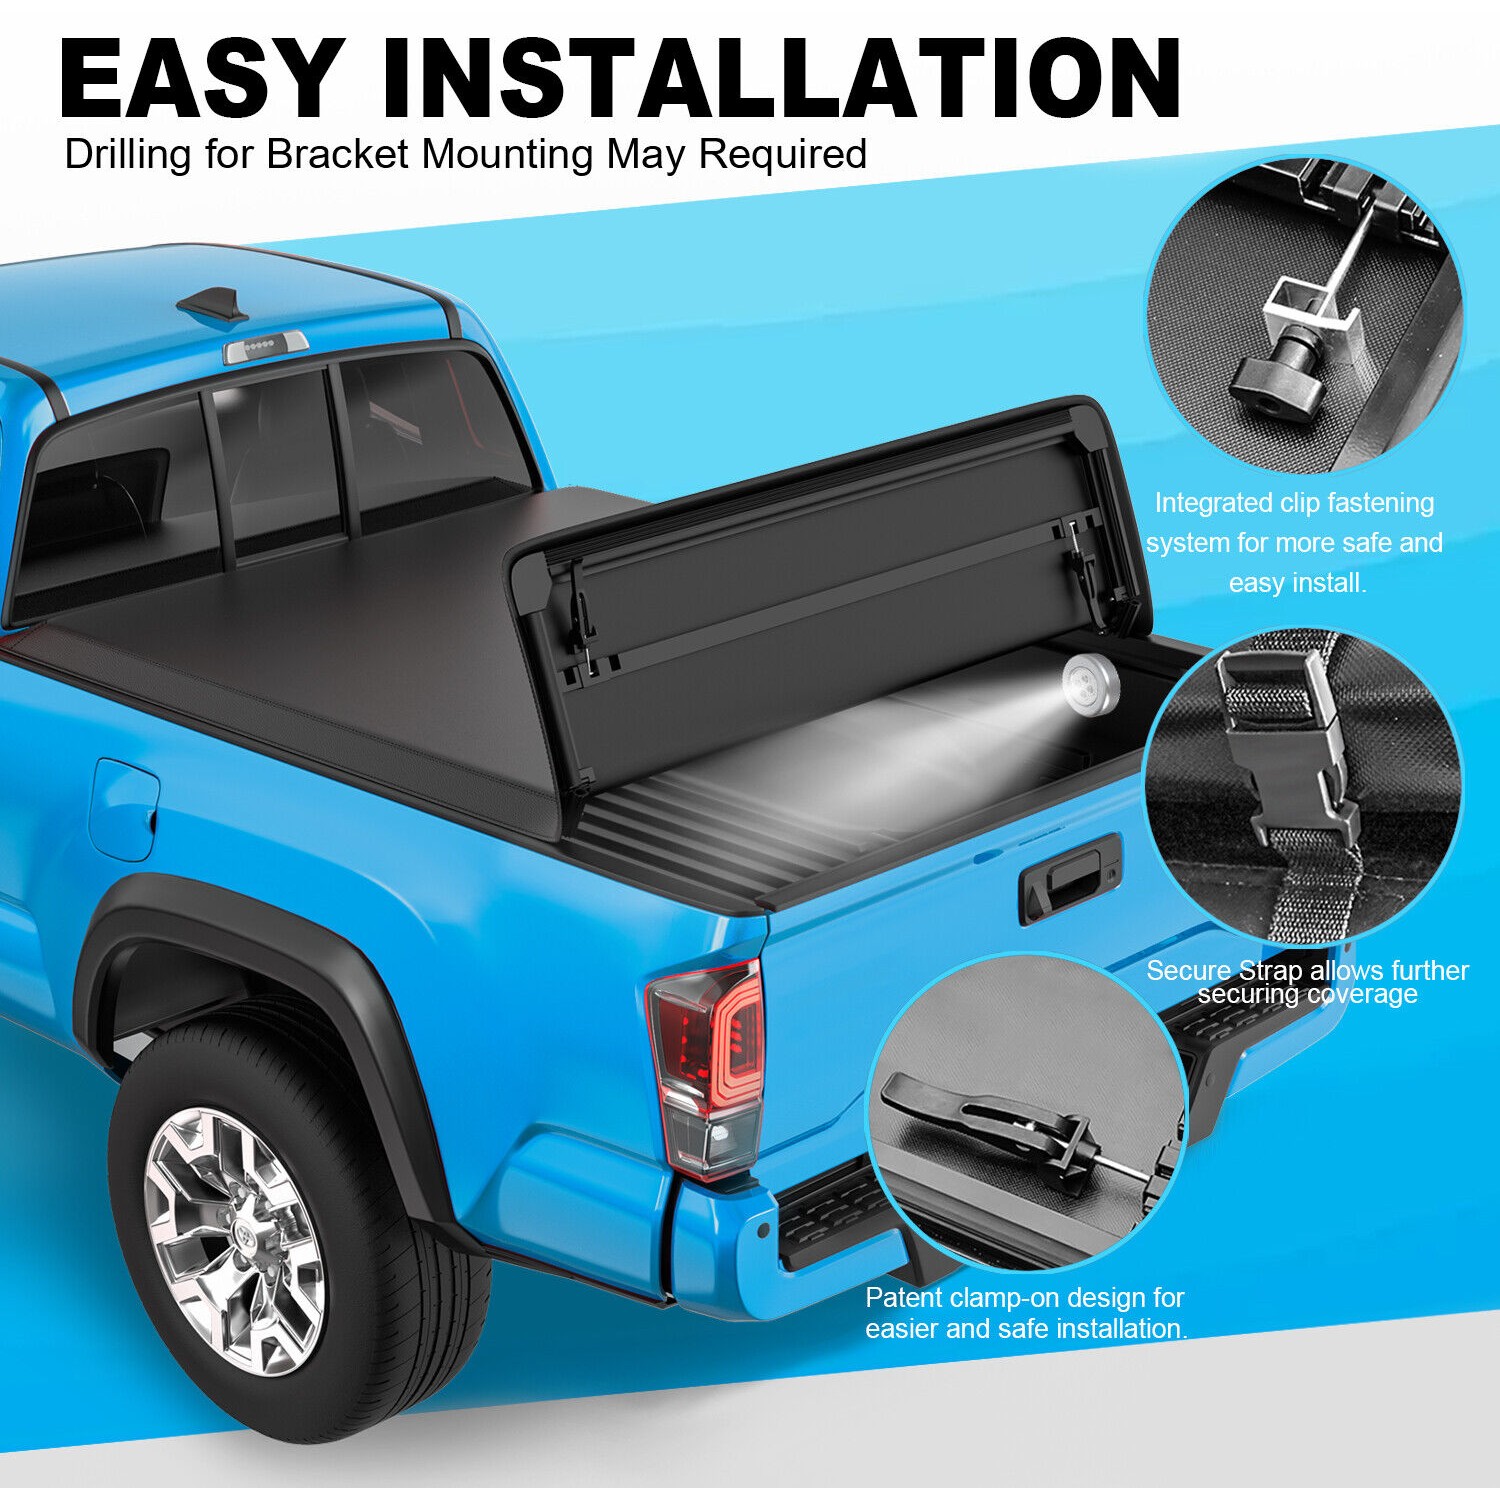 EASY INSTALLATION
Drilling for Bracket Mounting May Required
Integrated clip fastening
system for more safe and
easy install.
Secure Strap allows further
securing coverage
Patent clamp-on design for
easier and safe installation.